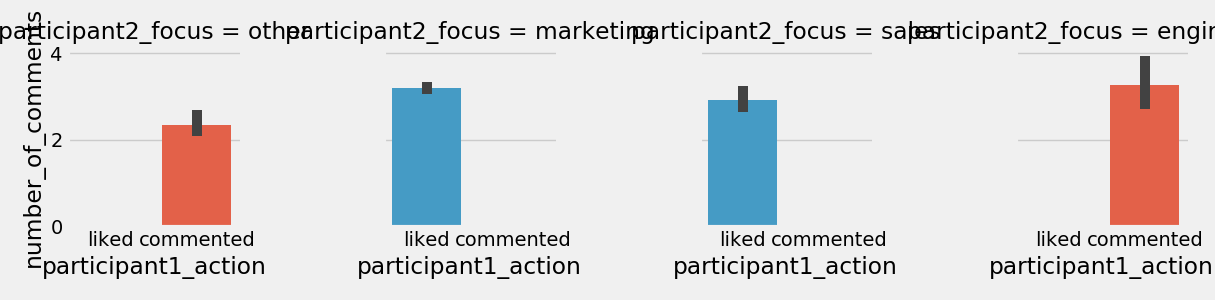 participant2_focus = other
participant2_focus = marketing
participant2_focus = sales
participant2_focus = engin
number_of_comments
4
2
0
liked commented
liked commented
liked commented
liked commented
participant1_action
participant1_action
participant1_action
participant1_action